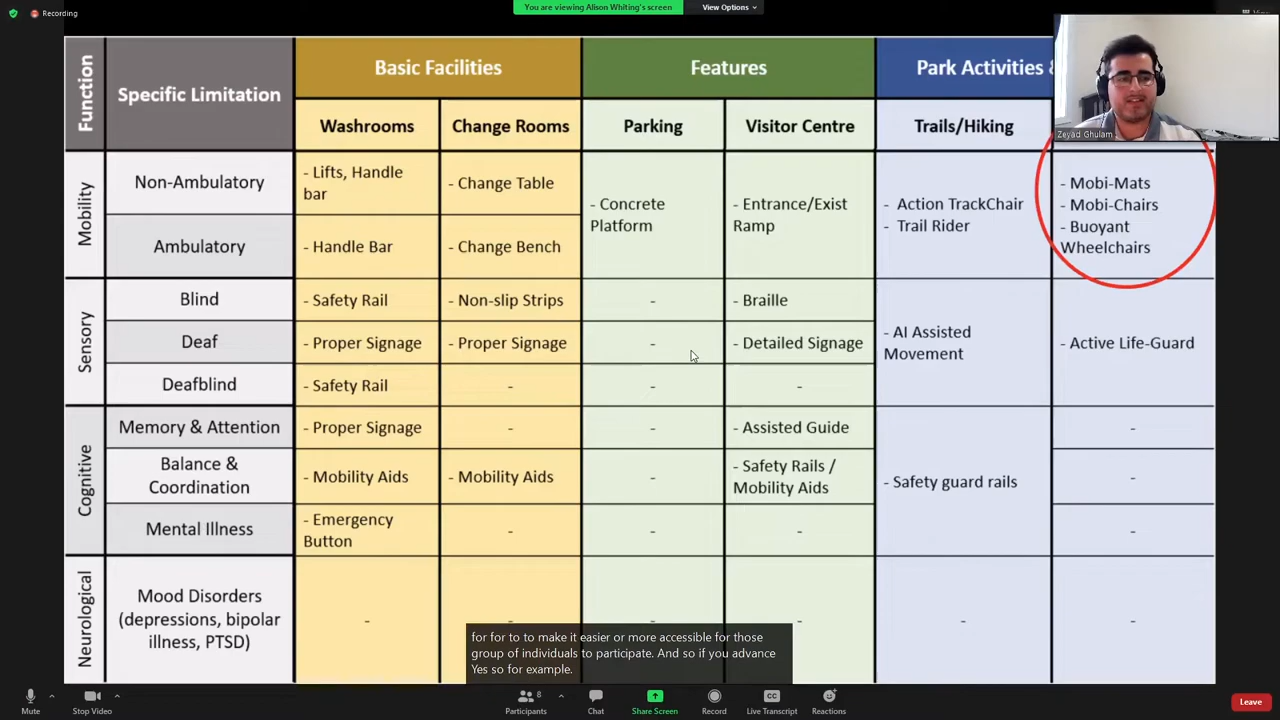 Recording
You are viewing Alison Whiting's screen
View Options
Function
Specific Limitation
Basic Facilities
Features
Park Activities &
Washrooms
Change Rooms
Parking
Visitor Centre
Trails/Hiking
Zeyad Ghulam
Mobility
Non-Ambulatory
- Lifts, Handle
bar
- Change Table
- Concrete
Platform
- Entrance/Exist
Ramp
- Action TrackChair
- Trail Rider
- Mobi-Mats
- Mobi-Chairs
- Buoyant
Wheelchairs
Ambulatory
- Handle Bar
- Change Bench
Sensory
Blind
- Safety Rail
- Non-slip Strips
-
- Braille
- AI Assisted
Movement
- Active Life-Guard
Deaf
- Proper Signage
- Proper Signage
-
- Detailed Signage
Deafblind
- Safety Rail
-
-
-
Cognitive
Memory & Attention
- Proper Signage
-
-
- Assisted Guide
- Safety guard rails
-
Balance &
Coordination
- Mobility Aids
- Mobility Aids
-
- Safety Rails /
Mobility Aids
-
Mental Illness
- Emergency
Button
-
-
-
-
Neurological
Mood Disorders
(depressions, bipolar
illness, PTSD)
-
-
-
-
-
for for to to make it easier or more accessible for those
group of individuals to participate. And so if you advance
Yes so for example.
Mute
Stop Video
Participants
8
Chat
Share Screen
Record
CC
Live Transcript
Reactions
Leave